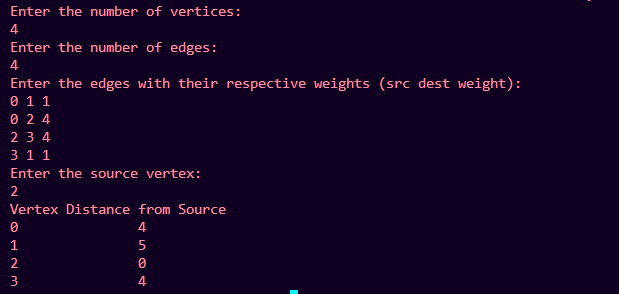 Enter the number of vertices:
4
Enter the number of edges:
4
Enter the edges with their respective weights (src dest weight):
0 1 1
0 2 4
2 3 4
3 1 1
Enter the source vertex:
2
Vertex Distance from Source
0 4
1 5
2 0
3 4